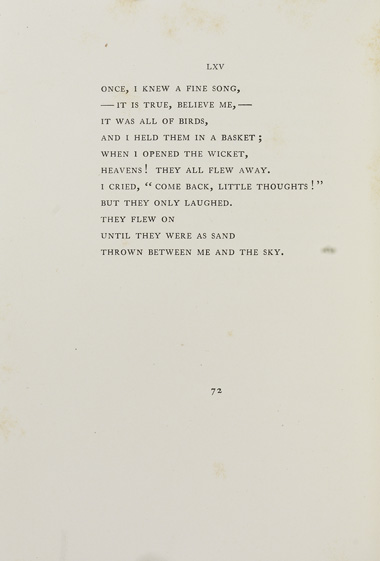 LXV
ONCE, I KNEW A FINE SONG,
—IT IS TRUE, BELIEVE ME,—
IT WAS ALL OF BIRDS,
AND I HELD THEM IN A BASKET;
WHEN I OPENED THE WICKET,
HEAVENS! THEY ALL FLEW AWAY.
I CRIED, “COME BACK, LITTLE THOUGHTS!”
BUT THEY ONLY LAUGHED.
THEY FLEW ON
UNTIL THEY WERE AS SAND
THROWN BETWEEN ME AND THE SKY.
72